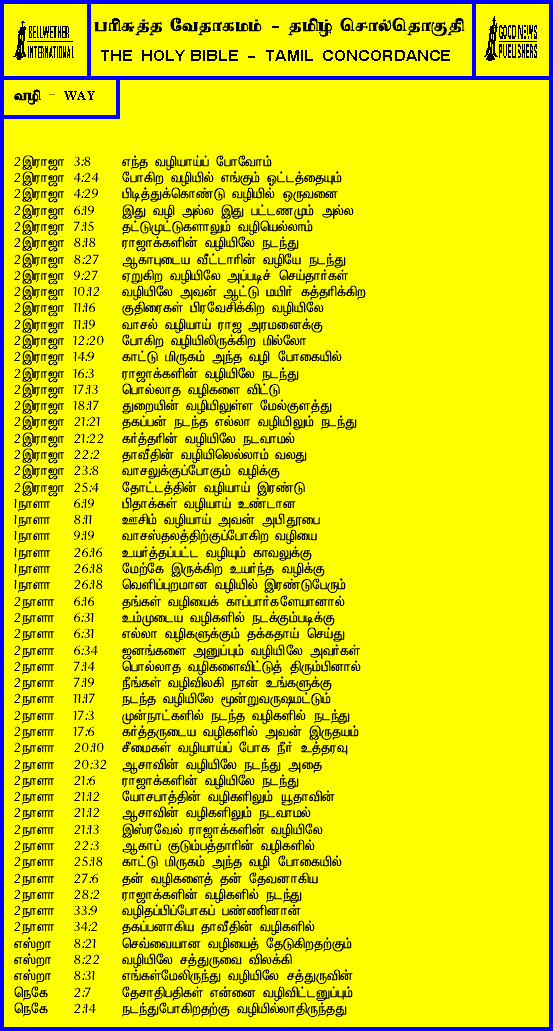 BELLWETHER
INTERNATIONAL
பரிசுத்த வேதாகமம் - தமிழ் சொல்தொகுதி
THE HOLY BIBLE - TAMIL CONCORDANCE
GOOD NEWS
PUBLISHERS
வழி - WAY
2இராஜா 3:8 எந்த வழியாய்ப் போவோம்
2இராஜா 4:24 போகிற வழியில் எங்கும் ஓட்டத்தையும்
2இராஜா 4:29 பிடித்துக்கொண்டு வழியில் ஒருவனை
2இராஜா 6:19 இது வழி அல்ல இது பட்டணமும் அல்ல
2இராஜா 7:15 தட்டுமுட்டுகளாலும் வழியெல்லாம்
2இராஜா 8:18 ராஜாக்களின் வழியிலே நடந்து
2இராஜா 8:27 ஆகாபுடைய வீட்டாரின் வழியே நடந்து
2இராஜா 9:27 ஏறுகிற வழியிலே அப்படிச் செய்தார்கள்
2இராஜா 10:12 வழியிலே அவன் ஆட்டு மயிர் கத்தரிக்கிற
2இராஜா 11:16 குதிரைகள் பிரவேசிக்கிற வழியிலே
2இராஜா 11:19 வாசல் வழியாய் ராஜ அரமனைக்கு
2இராஜா 12:20 போகிற வழியிலிருக்கிற மில்லோ
2இராஜா 14:9 காட்டு மிருகம் அந்த வழி போகையில்
2இராஜா 16:3 ராஜாக்களின் வழியிலே நடந்து
2இராஜா 17:13 பொல்லாத வழிகளை விட்டு
2இராஜா 18:17 துறையின் வழியிலுள்ள மேல்குளத்து
2இராஜா 21:21 தகப்பன் நடந்த எல்லா வழியிலும் நடந்து
2இராஜா 21:22 கர்த்தரின் வழியிலே நடவாமல்
2இராஜா 22:2 தாவீதின் வழியிலெல்லாம் வலது
2இராஜா 23:8 வாசலுக்குப்போகும் வழிக்கு
2இராஜா 25:4 தோட்டத்தின் வழியாய் இரண்டு
1நாளா 6:19 பிதாக்கள் வழியாய் உண்டான
1நாளா 8:11 ஊசிம் வழியாய் அவன் அபிதூபை
1நாளா 9:19 வாசஸ்தலத்திற்குப்போகிற வழியை
1நாளா 26:16 உயர்த்தப்பட்ட வழியும் காவலுக்கு
1நாளா 26:18 மேற்கே இருக்கிற உயர்ந்த வழிக்கு
1நாளா 26:18 வெளிப்புறமான வழியில் இரண்டுபேரும்
2நாளா 6:16 தங்கள் வழியைக் காப்பார்களேயானால்
2நாளா 6:31 உம்முடைய வழிகளில் நடக்கும்படிக்கு
2நாளா 6:31 எல்லா வழிகளுக்கும் தக்கதாய் செய்து
2நாளா 6:34 ஜனங்களை அனுப்பும் வழியிலே அவர்கள்
2நாளா 7:14 பொல்லாத வழிகளைவிட்டுத் திரும்பினால்
2நாளா 7:19 நீங்கள் வழிவிலகி நான் உங்களுக்கு
2நாளா 11:17 நடந்த வழியிலே மூன்றுவருஷமட்டும்
2நாளா 17:3 முன்நாட்களில் நடந்த வழிகளில் நடந்து
2நாளா 17:6 கர்த்தருடைய வழிகளில் அவன் இருதயம்
2நாளா 20:10 சீமைகள் வழியாய்ப் போக நீர் உத்தரவு
2நாளா 20:32 ஆசாவின் வழியிலே நடந்து அதை
2நாளா 21:6 ராஜாக்களின் வழியிலே நடந்து
2நாளா 21:12 யோசபாத்தின் வழிகளிலும் யூதாவின்
2நாளா 21:12 ஆசாவின் வழிகளிலும் நடவாமல்
2நாளா 21:13 இஸ்ரவேல் ராஜாக்களின் வழியிலே
2நாளா 22:3 ஆகாப் குடும்பத்தாரின் வழிகளில்
2நாளா 25:18 காட்டு மிருகம் அந்த வழி போகையில்
2நாளா 27:6 தன் வழிகளைத் தன் தேவனாகிய
2நாளா 28:2 ராஜாக்களின் வழிகளில் நடந்து
2நாளா 33:9 வழிதப்பிப்போகப் பண்ணினான்
2நாளா 34:2 தகப்பனாகிய தாவீதின் வழிகளில்
எஸ்றா 8:21 செவ்வையான வழியைத் தேடுகிறதற்கும்
எஸ்றா 8:22 வழியிலே சத்துருவை விலக்கி
எஸ்றா 8:31 எங்கள்மேலிருந்து வழியிலே சத்துருவின்
நெகே 2:7 தேசாதிபதிகள் என்னை வழிவிட்டனுப்பும்
நெகே 2:14 நடந்துபோகிறதற்கு வழியில்லாதிருந்தது